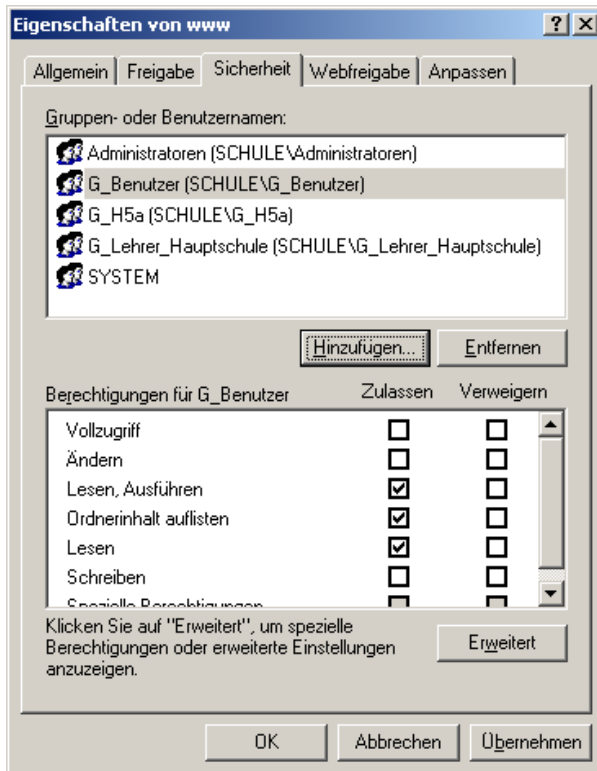 Eigenschaften von www
Allgemein Freigabe Sicherheit Webfreigabe Anpassen
Gruppen- oder Benutzernamen:
Administratoren (SCHULE\Administratoren)
G_Benutzer (SCHULE\G_Benutzer)
G_H5a (SCHULE\G_H5a)
G_Lehrer_Hauptschule (SCHULE\G_Lehrer_Hauptschule)
SYSTEM
Hinzufügen... Entfernen
Berechtigungen für G_Benutzer Zulassen Verweigern
Vollzugriff
Ändern
Lesen, Ausführen
Ordnerinhalt auflisten
Lesen
Schreiben
Spezielle Berechtigungen
Klicken Sie auf "Erweitert", um spezielle
Berechtigungen oder erweiterte Einstellungen
anzuzeigen.
Erweitert
OK Abbrechen Übernehmen